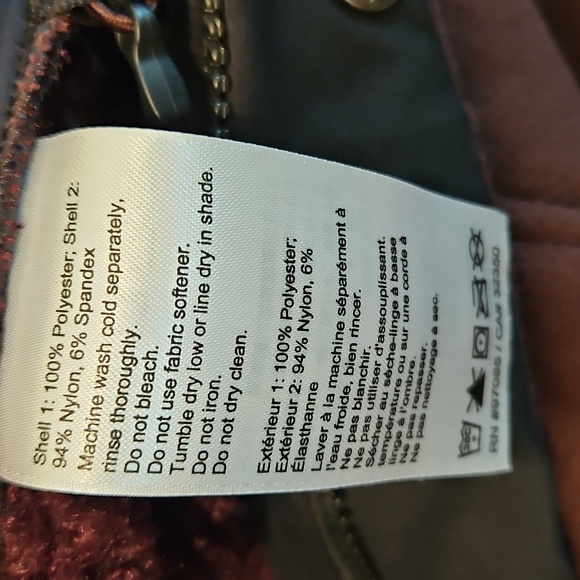 Shell 1: 100% Polyester; Shell 2:
94% Nylon, 6% Spandex
Machine wash cold separately,
rinse thoroughly.
Do not bleach.
Do not use fabric softener.
Tumble dry low or line dry in shade.
Do not iron.
Do not dry clean.
Extérieur 1: 100% Polyester;
Extérieur 2: 94% Nylon, 6%
Élasthanne
Laver à la machine séparément à
l'eau froide, bien rincer.
Ne pas blanchir.
Ne pas utiliser d'assouplissant.
Sécher au sèche-linge à basse
température ou sur une corde à
linge à l'ombre.
Ne pas repasser.
Ne pas nettoyage à sec.
RN #97085 / CA# 32350